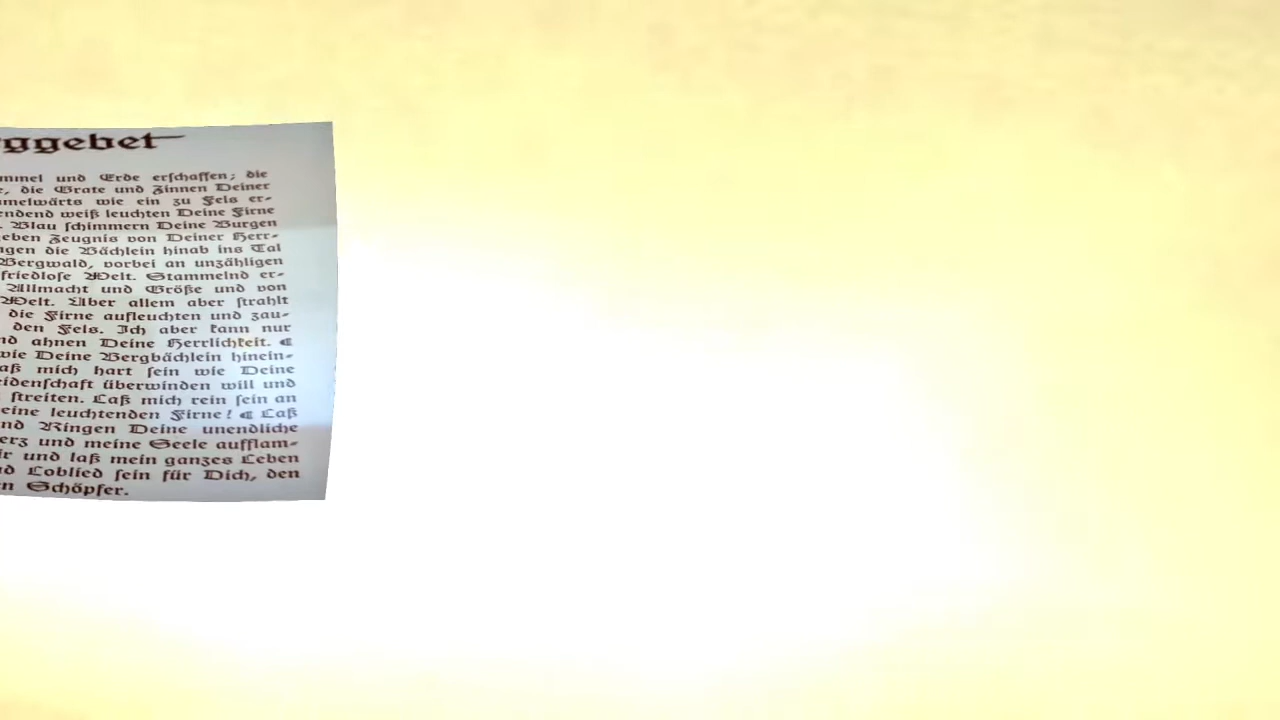 ggebet
mmel und Erde erschaffen; die
die Grate und Zinnen Deiner
melwärts wie ein zu Fels er-
endend weiß leuchten Deine Firne
Blau schimmern Deine Burgen
geben Zeugnis von Deiner Herr-
gen die Bächlein hinab ins Tal
Bergwald, vorbei an unzähligen
friedlose Welt. Stammelnd er-
Allmacht und Größe und von
Welt. Über allem aber strahlt
die Firne aufleuchten und zau-
den Fels. Ich aber kann nur
nd ahnen Deine Herrlichkeit. ¶
wie Deine Bergbächlein hinein-
aß mich hart sein wie Deine
eidenschaft überwinden will und
streiten. Laß mich rein sein an
eine leuchtenden Firne! ¶ Laß
nd Ringen Deine unendliche
erz und meine Seele aufflam-
ir und laß mein ganzes Leben
nd Loblied sein für Dich, den
n Schöpfer.